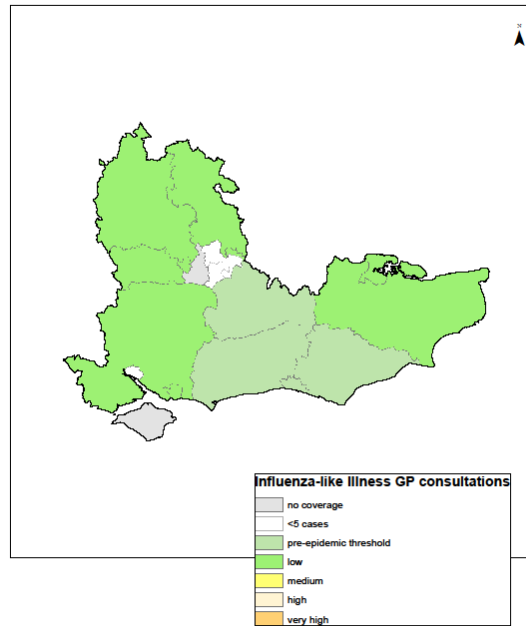 N
Influenza-like Illness GP consultations
no coverage
<5 cases
pre-epidemic threshold
low
medium
high
very high